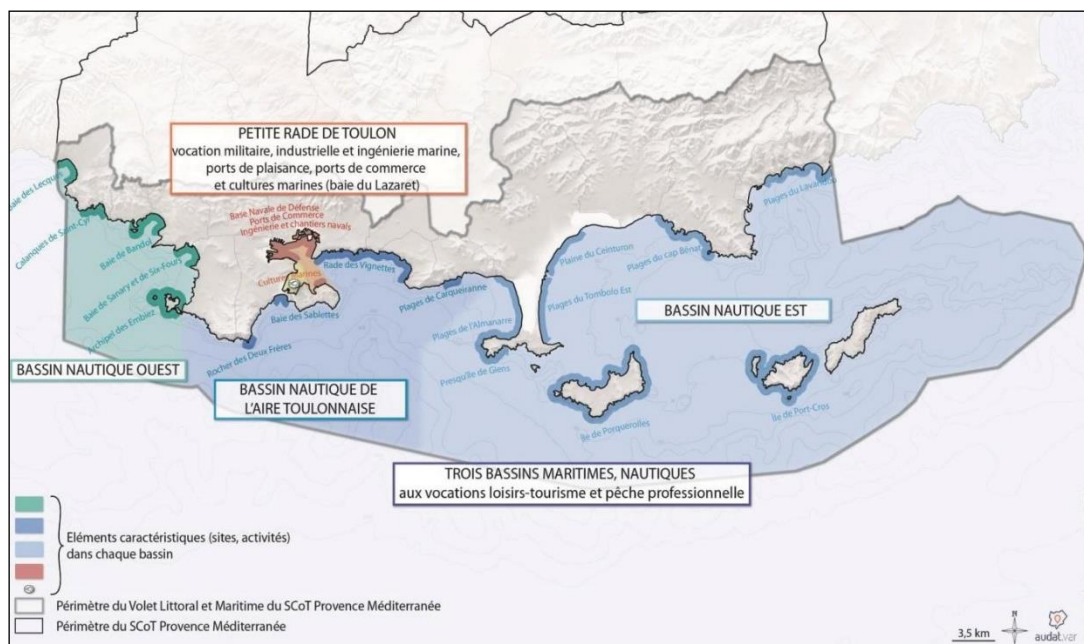 PETITE RADE DE TOULON
vocation militaire, industrielle et ingénierie marine,
ports de plaisance, ports de commerce
et cultures marines (baie du Lazaret)
Baie des Lecques
Calanques de Saint-Cyr
Baie de Bandol
Baie de Sanary et de Six-Fours
Archipel des Embiez
Base Navale de Défense
Ports de Commerce
Ingénierie et chantiers navals
Cultures marines
Rade des Vignettes
Baie des Sablettes
Rocher des Deux Frères
Plages de Carqueiranne
Plages de l'Almanarre
Presqu'île de Giens
Plaine du Ceinturon
Plages du Tombolo Est
Plages du cap Bénat
Plages du Lavandou
Île de Porquerolles
Île de Port-Cros
BASSIN NAUTIQUE EST
BASSIN NAUTIQUE OUEST
BASSIN NAUTIQUE DE
L'AIRE TOULONNAISE
TROIS BASSINS MARITIMES, NAUTIQUES
aux vocations loisirs-tourisme et pêche professionnelle
Eléments caractéristiques (sites, activités)
dans chaque bassin
Périmètre du Volet Littoral et Maritime du SCoT Provence Méditerranée
Périmètre du SCoT Provence Méditerranée
3,5 km
N
audat.var